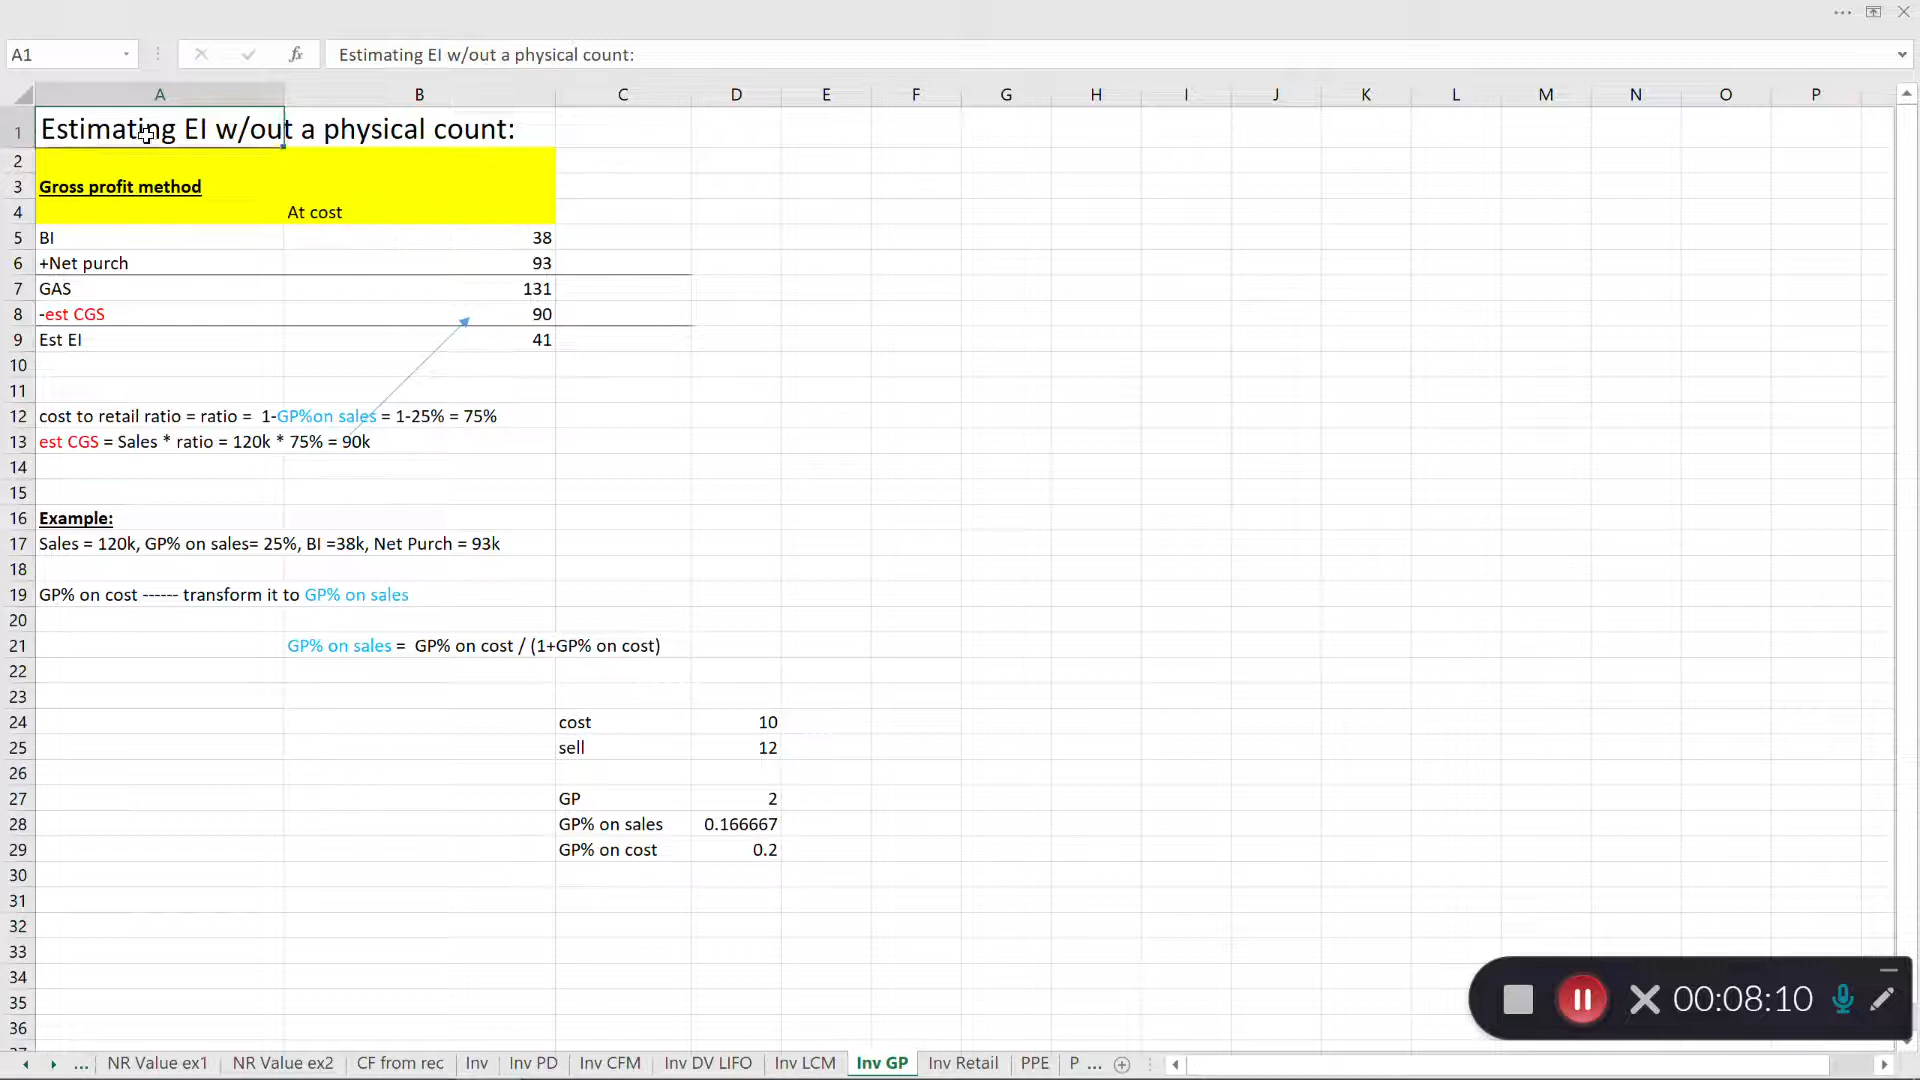 A1
fx
Estimating EI w/out a physical count:
A B C D E F G H I J K L M N O P
1 Estimating EI w/out a physical count:
2
3 Gross profit method
4 At cost
5 BI 38
6 +Net purch 93
7 GAS 131
8 -est CGS 90
9 Est EI 41
10
11
12 cost to retail ratio = ratio = 1-GP%on sales = 1-25% = 75%
13 est CGS = Sales * ratio = 120k * 75% = 90k
14
15
16 Example:
17 Sales = 120k, GP% on sales= 25%, BI =38k, Net Purch = 93k
18
19 GP% on cost ------ transform it to GP% on sales
20
21 GP% on sales = GP% on cost / (1+GP% on cost)
22
23
24 cost 10
25 sell 12
26
27 GP 2
28 GP% on sales 0.166667
29 GP% on cost 0.2
30
31
32
33
34
35
36
00:08:10
... NR Value ex1 NR Value ex2 CF from rec Inv Inv PD Inv CFM Inv DV LIFO Inv LCM Inv GP Inv Retail PPE P ...